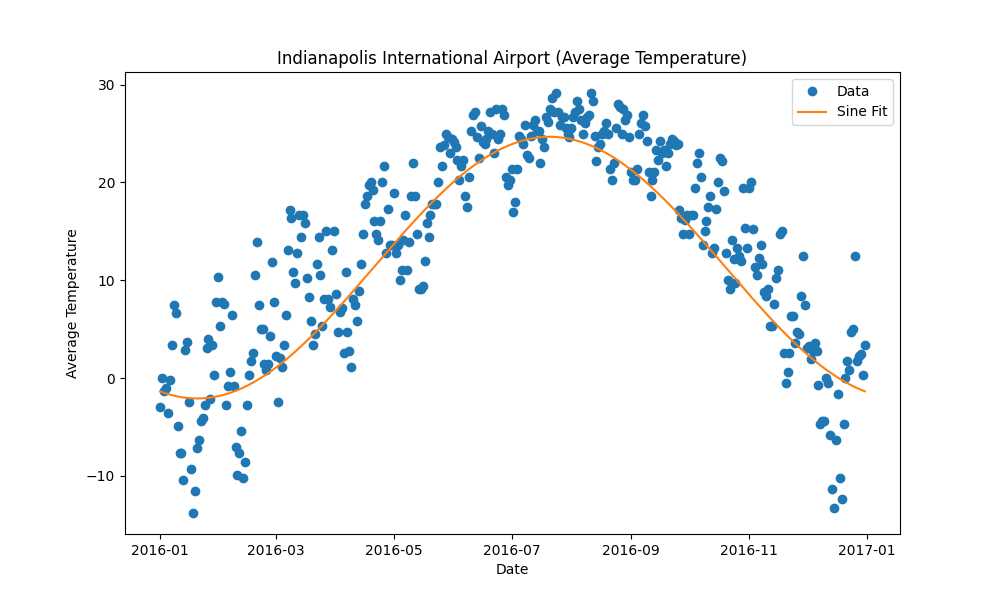 Indianapolis International Airport (Average Temperature)
Data
Sine Fit
Average Temperature
30
20
10
0
−10
2016-01 2016-03 2016-05 2016-07 2016-09 2016-11 2017-01
Date